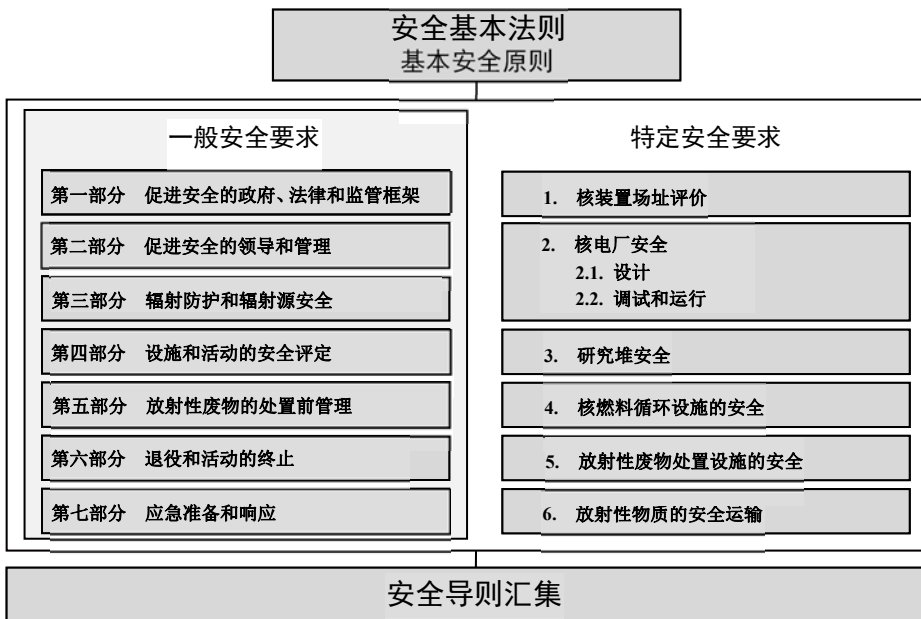 安全基本法则
基本安全原则
一般安全要求
第一部分 促进安全的政府、法律和监管框架
第二部分 促进安全的领导和管理
第三部分 辐射防护和辐射源安全
第四部分 设施和活动的安全评定
第五部分 放射性废物的处置前管理
第六部分 退役和活动的终止
第七部分 应急准备和响应
特定安全要求
1. 核装置场址评价
2. 核电厂安全
2.1. 设计
2.2. 调试和运行
3. 研究堆安全
4. 核燃料循环设施的安全
5. 放射性废物处置设施的安全
6. 放射性物质的安全运输
安全导则汇集